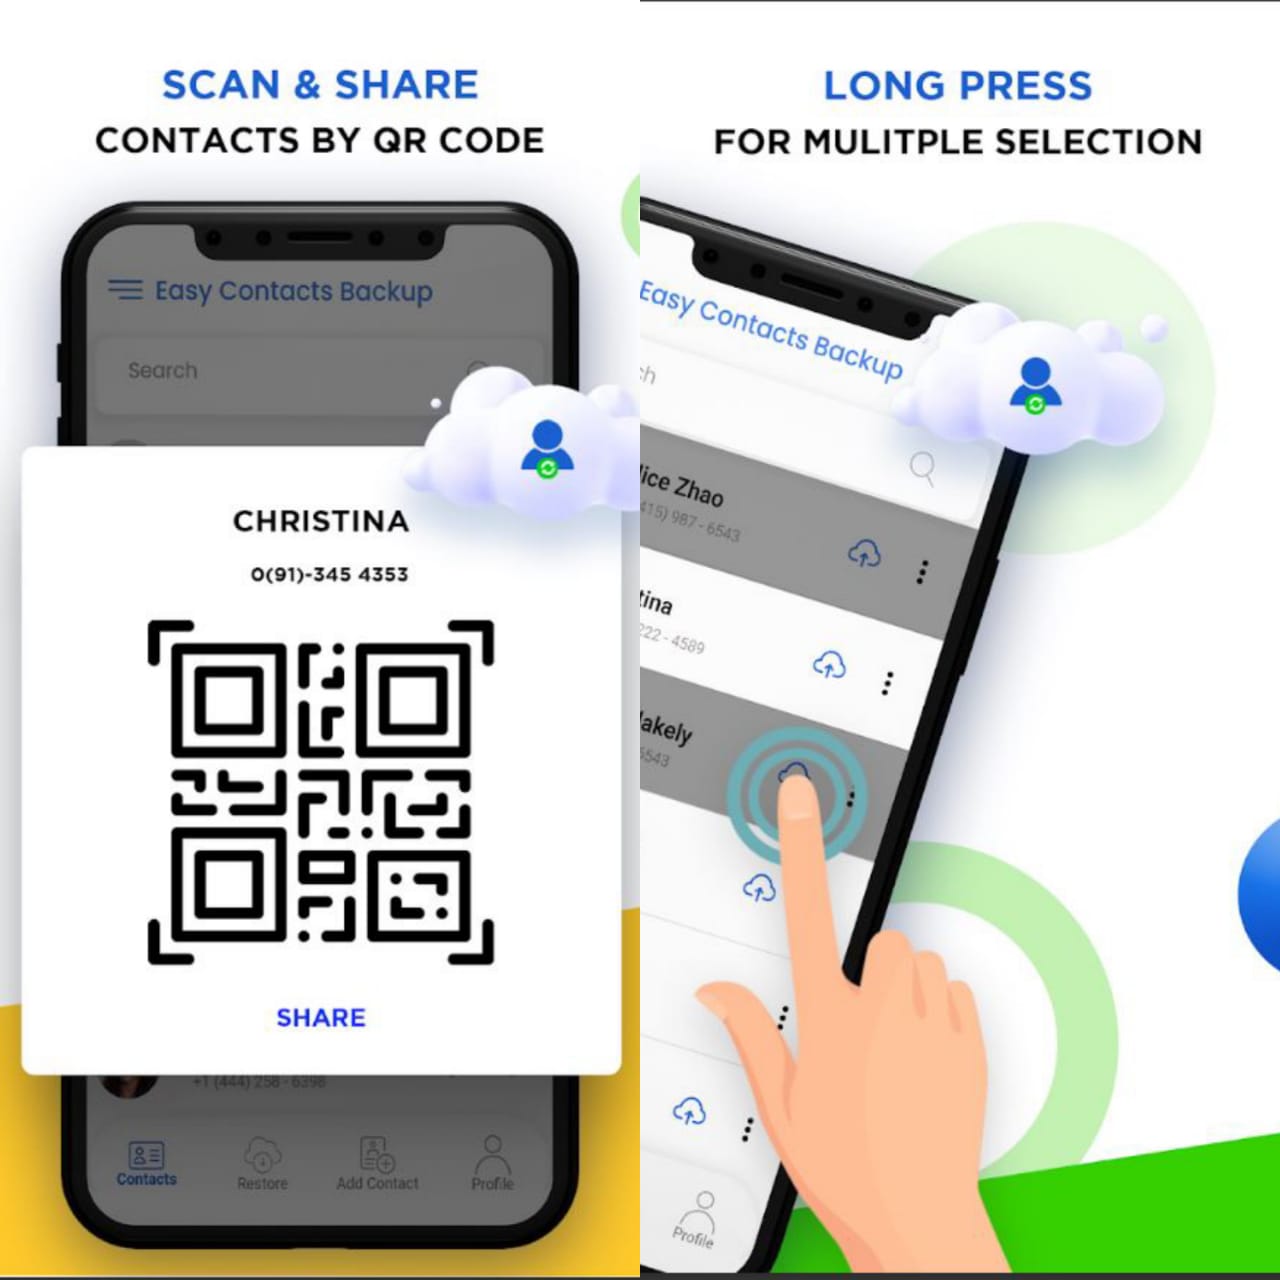 SCAN & SHARE
CONTACTS BY QR CODE
Easy Contacts Backup
Search
CHRISTINA
0(91)-345 4353
SHARE
+1 (444) 258 - 6398
Contacts
Restore
Add Contact
Profile
LONG PRESS
FOR MULITPLE SELECTION
Easy Contacts Backup
ch
lice Zhao
415) 987 - 6543
tina
222 - 4589
lakely
6543
Profile